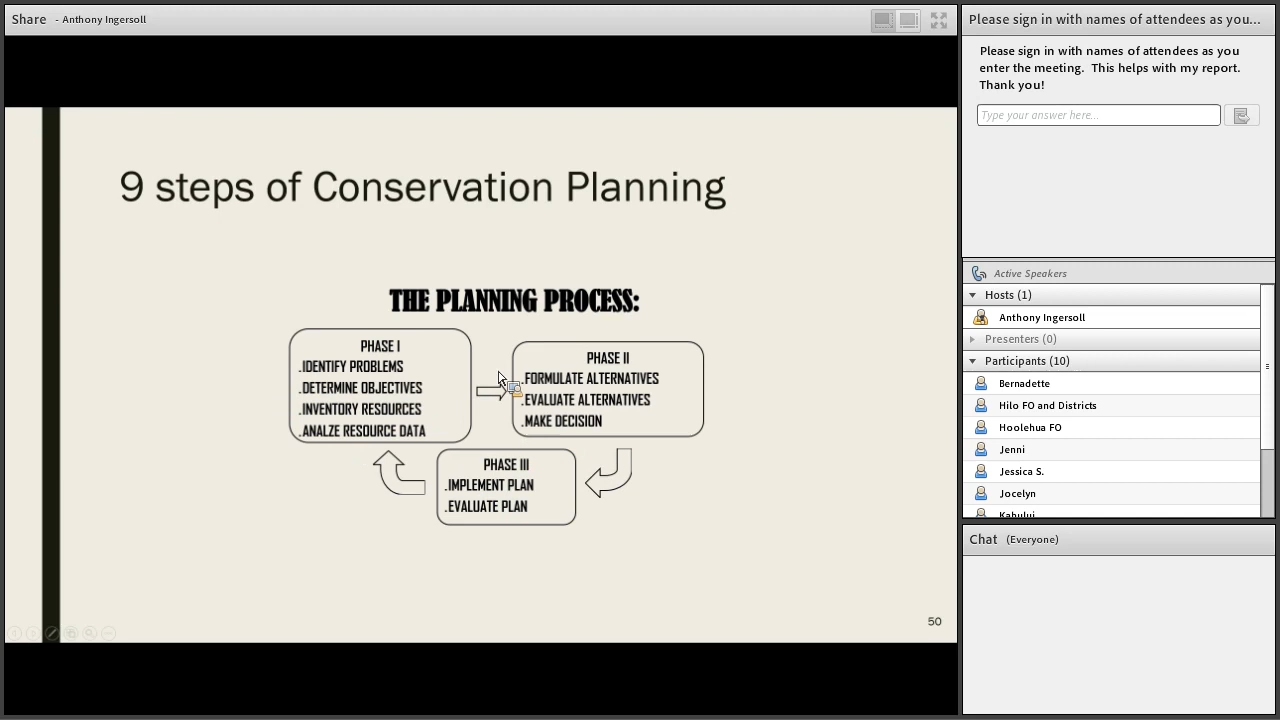 Share - Anthony Ingersoll
9 steps of Conservation Planning
THE PLANNING PROCESS:
PHASE I
.IDENTIFY PROBLEMS
.DETERMINE OBJECTIVES
.INVENTORY RESOURCES
.ANALZE RESOURCE DATA
PHASE II
.FORMULATE ALTERNATIVES
.EVALUATE ALTERNATIVES
.MAKE DECISION
PHASE III
.IMPLEMENT PLAN
.EVALUATE PLAN
50
Please sign in with names of attendees as you...
Please sign in with names of attendees as you
enter the meeting.  This helps with my report.
Thank you!
Type your answer here...
Active Speakers
Hosts (1)
Anthony Ingersoll
Presenters (0)
Participants (10)
Bernadette
Hilo FO and Districts
Hoolehua FO
Jenni
Jessica S.
Jocelyn
Kahului
Chat (Everyone)